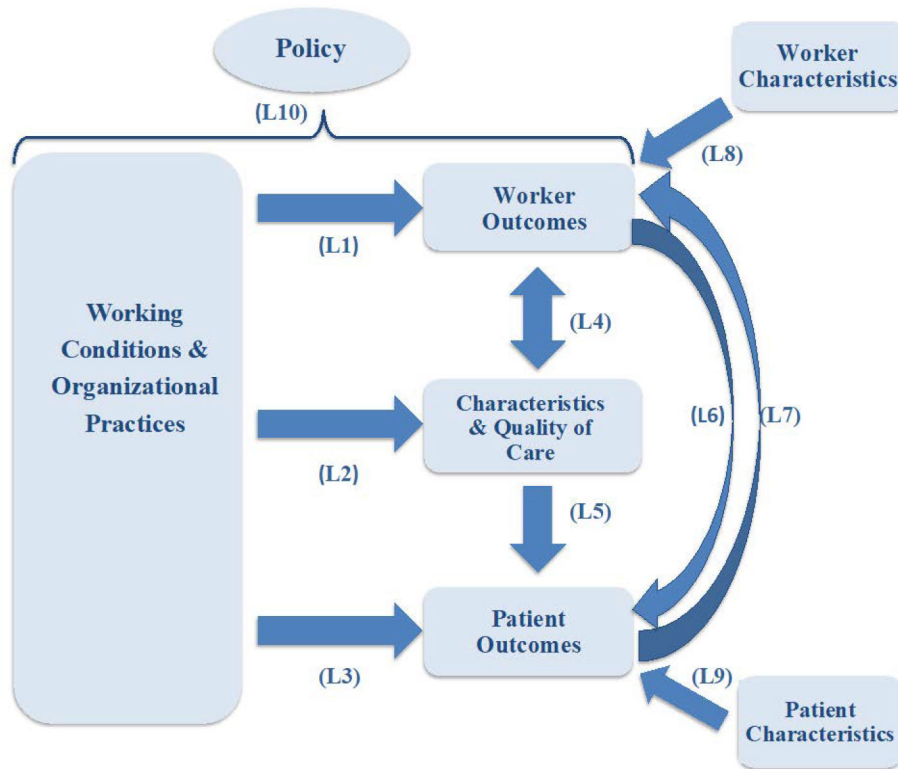 Policy
(L10)
Worker
Characteristics
(L8)
Worker
Outcomes
(L1)
Working
Conditions &
Organizational
Practices
(L4)
Characteristics
& Quality of
Care
(L2)
(L6)
(L7)
(L5)
Patient
Outcomes
(L3)
(L9)
Patient
Characteristics